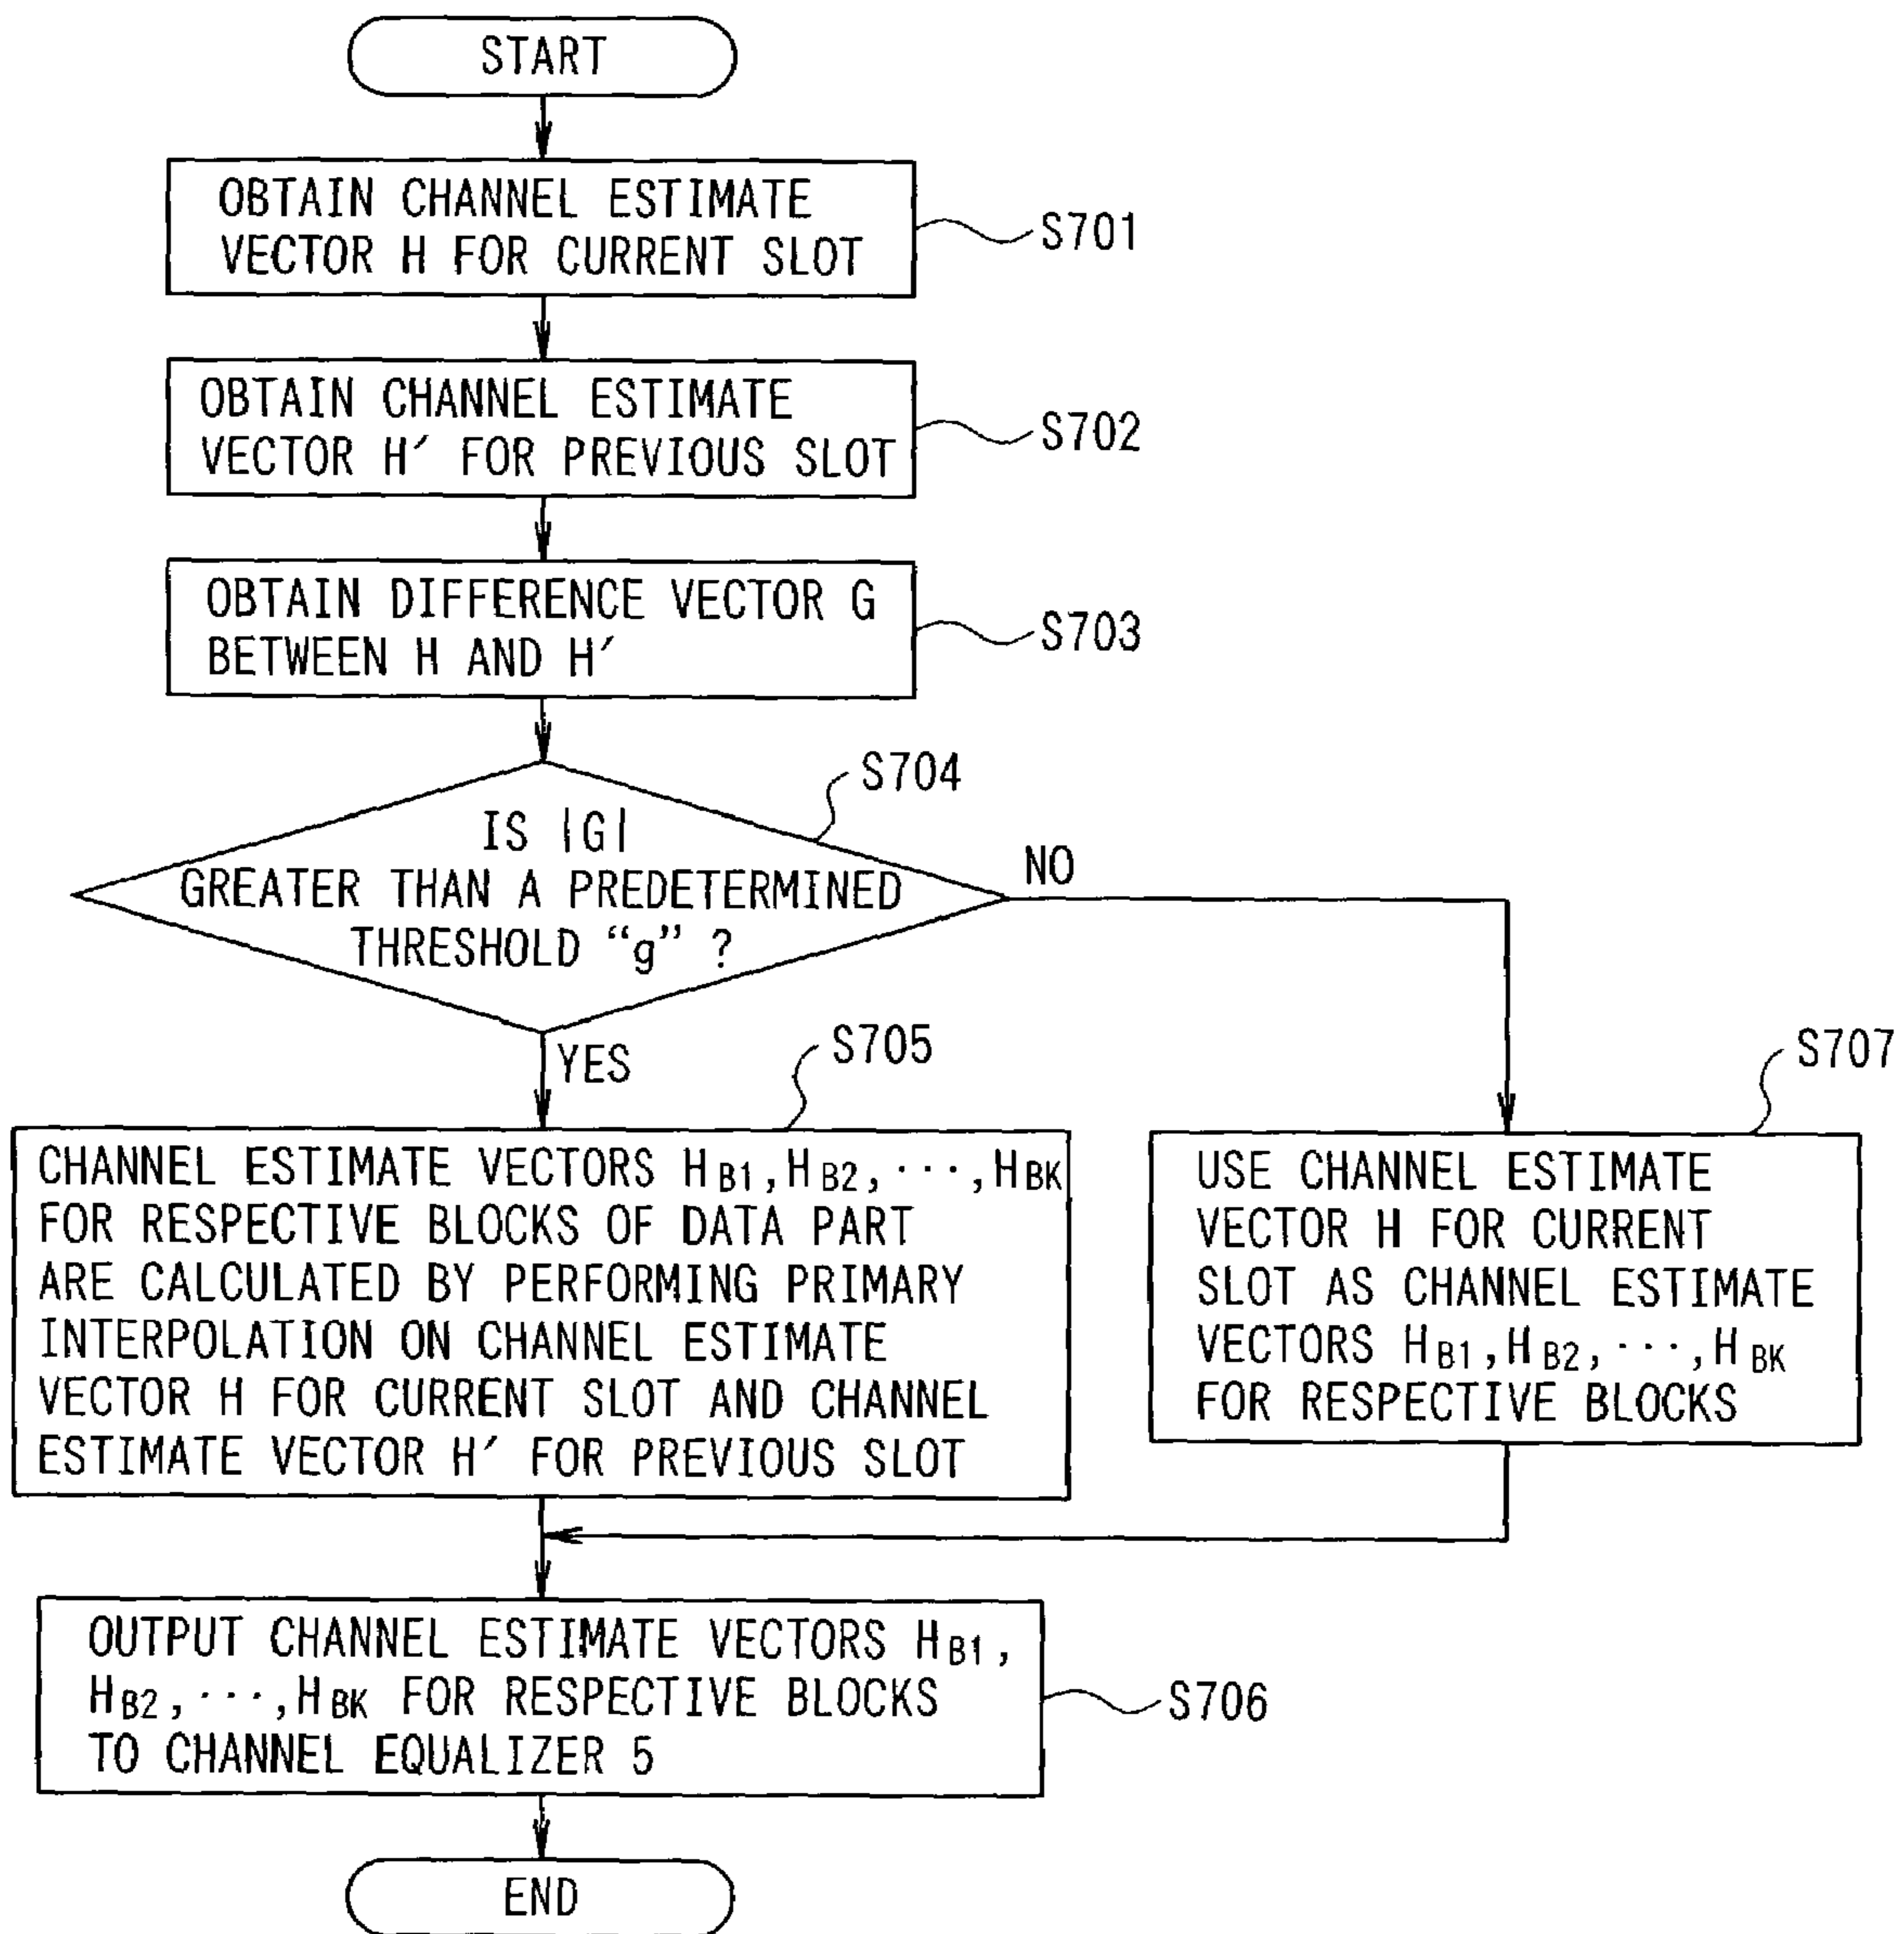 START
OBTAIN CHANNEL ESTIMATE
VECTOR H FOR CURRENT SLOT
S701
OBTAIN CHANNEL ESTIMATE
VECTOR H′ FOR PREVIOUS SLOT
S702
OBTAIN DIFFERENCE VECTOR G
BETWEEN H AND H′
S703
S704
IS |G|
GREATER THAN A PREDETERMINED
THRESHOLD “g” ?
NO
YES
S705
CHANNEL ESTIMATE VECTORS HB1,HB2,···,HBK
FOR RESPECTIVE BLOCKS OF DATA PART
ARE CALCULATED BY PERFORMING PRIMARY
INTERPOLATION ON CHANNEL ESTIMATE
VECTOR H FOR CURRENT SLOT AND CHANNEL
ESTIMATE VECTOR H′ FOR PREVIOUS SLOT
S707
USE CHANNEL ESTIMATE
VECTOR H FOR CURRENT
SLOT AS CHANNEL ESTIMATE
VECTORS HB1,HB2,···,HBK
FOR RESPECTIVE BLOCKS
OUTPUT CHANNEL ESTIMATE VECTORS HB1,
HB2,···,HBK FOR RESPECTIVE BLOCKS
TO CHANNEL EQUALIZER 5
S706
END